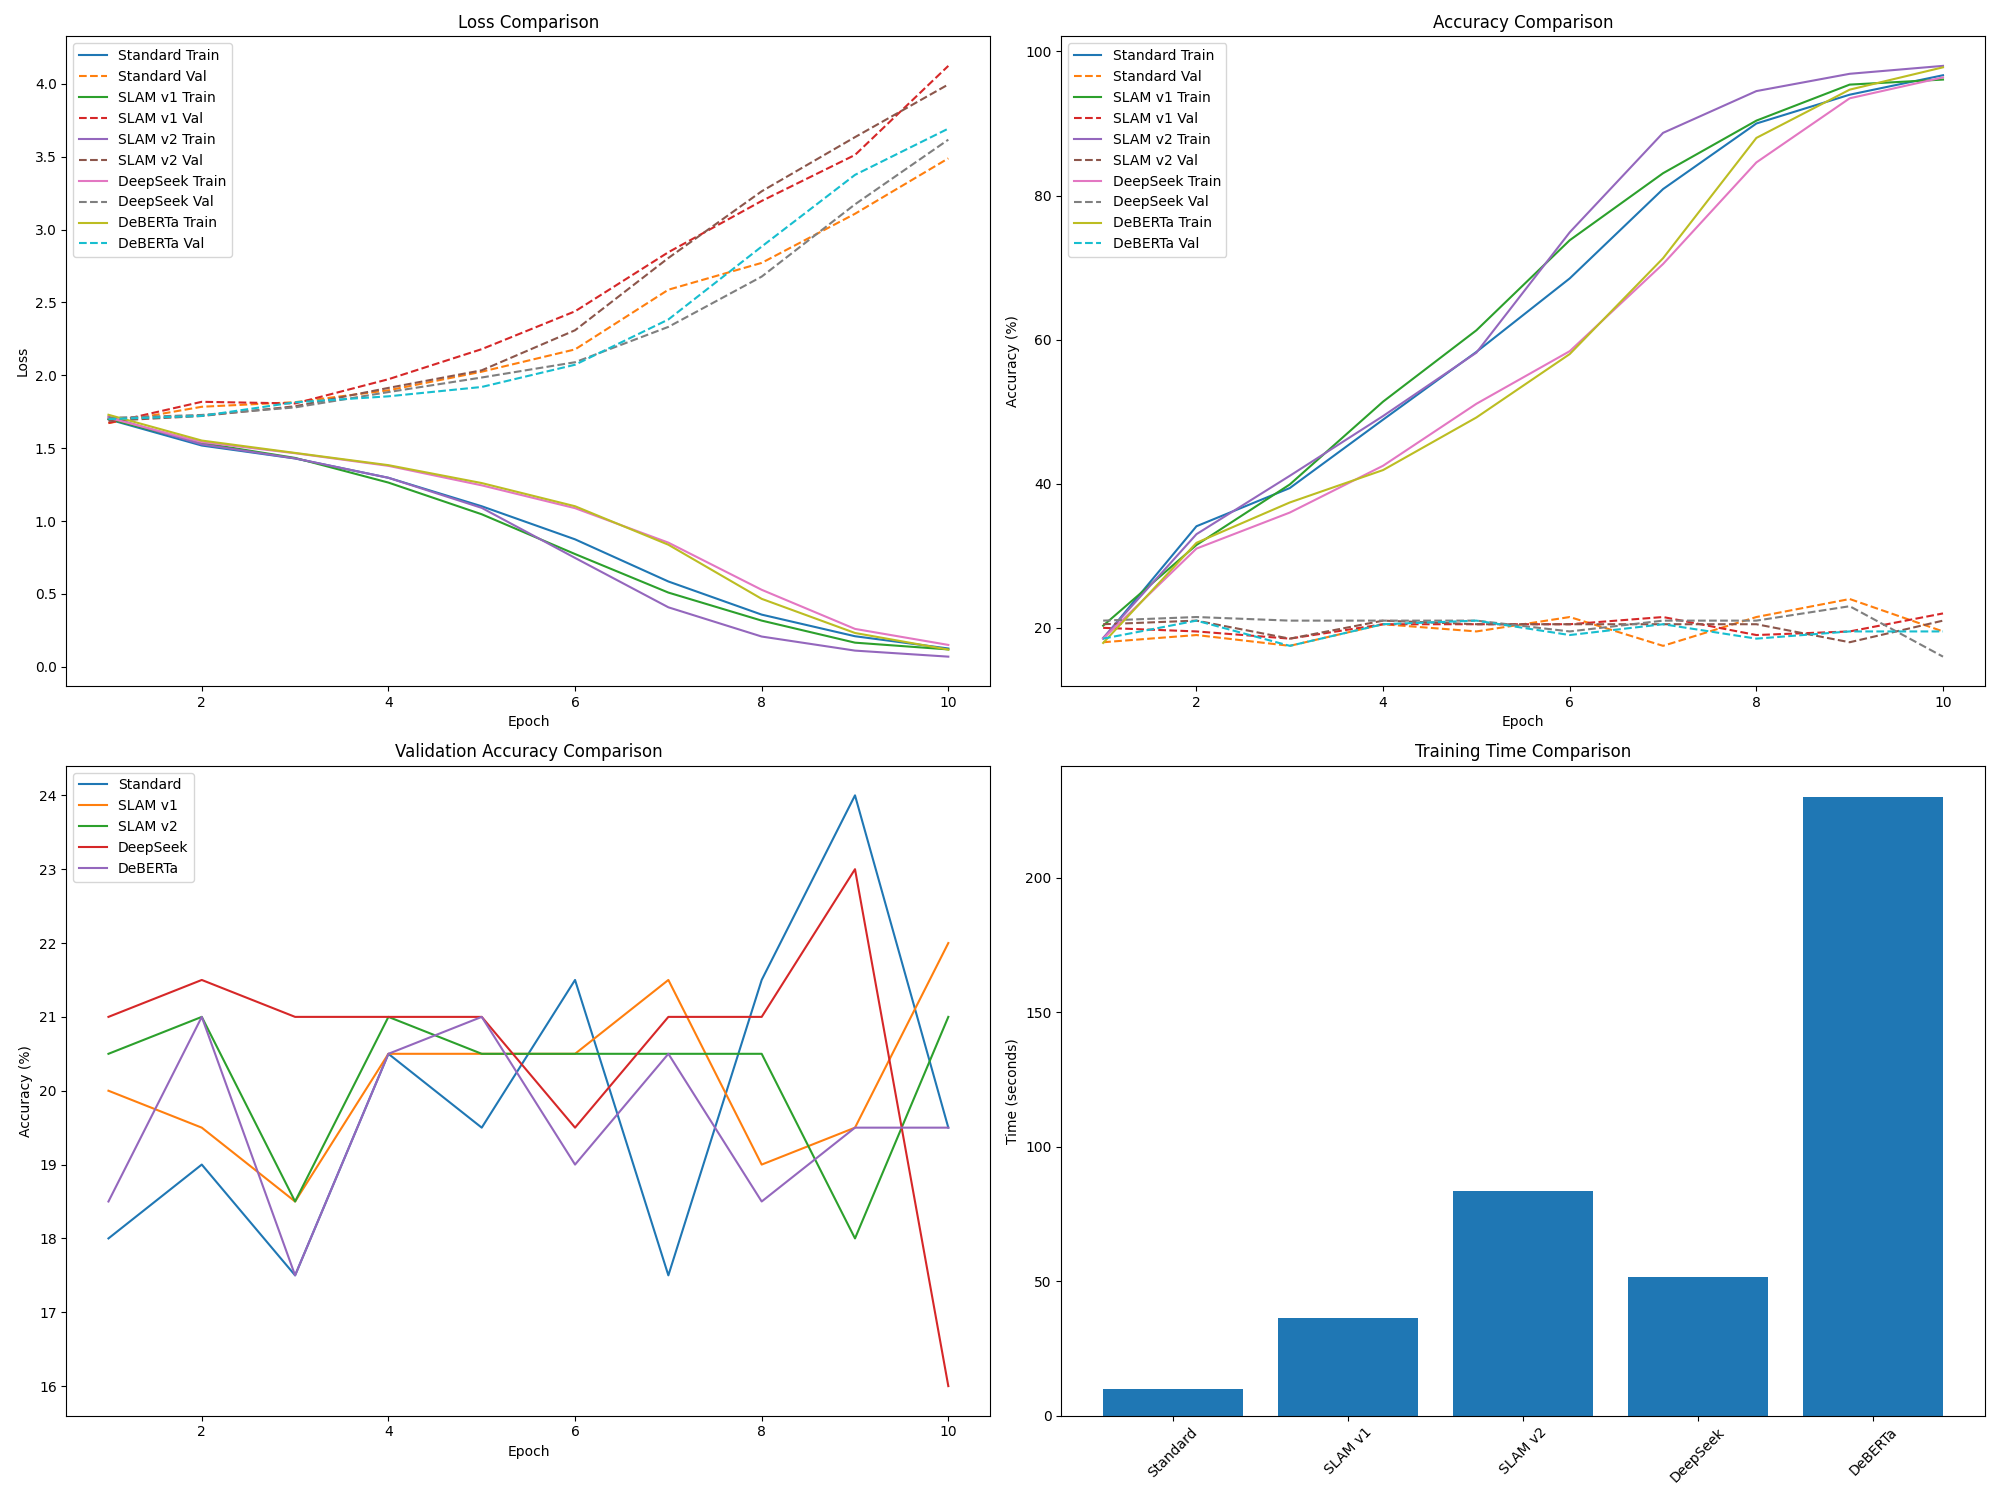 Loss Comparison
Standard Train
Standard Val
SLAM v1 Train
SLAM v1 Val
SLAM v2 Train
SLAM v2 Val
DeepSeek Train
DeepSeek Val
DeBERTa Train
DeBERTa Val
4.0
3.5
3.0
2.5
2.0
1.5
1.0
0.5
0.0
Loss
2 4 6 8 10
Epoch
Accuracy Comparison
Standard Train
Standard Val
SLAM v1 Train
SLAM v1 Val
SLAM v2 Train
SLAM v2 Val
DeepSeek Train
DeepSeek Val
DeBERTa Train
DeBERTa Val
100
80
60
40
20
Accuracy (%)
2 4 6 8 10
Epoch
Validation Accuracy Comparison
Standard
SLAM v1
SLAM v2
DeepSeek
DeBERTa
24
23
22
21
20
19
18
17
16
Accuracy (%)
2 4 6 8 10
Epoch
Training Time Comparison
200
150
100
50
0
Time (seconds)
Standard
SLAM v1
SLAM v2
DeepSeek
DeBERTa